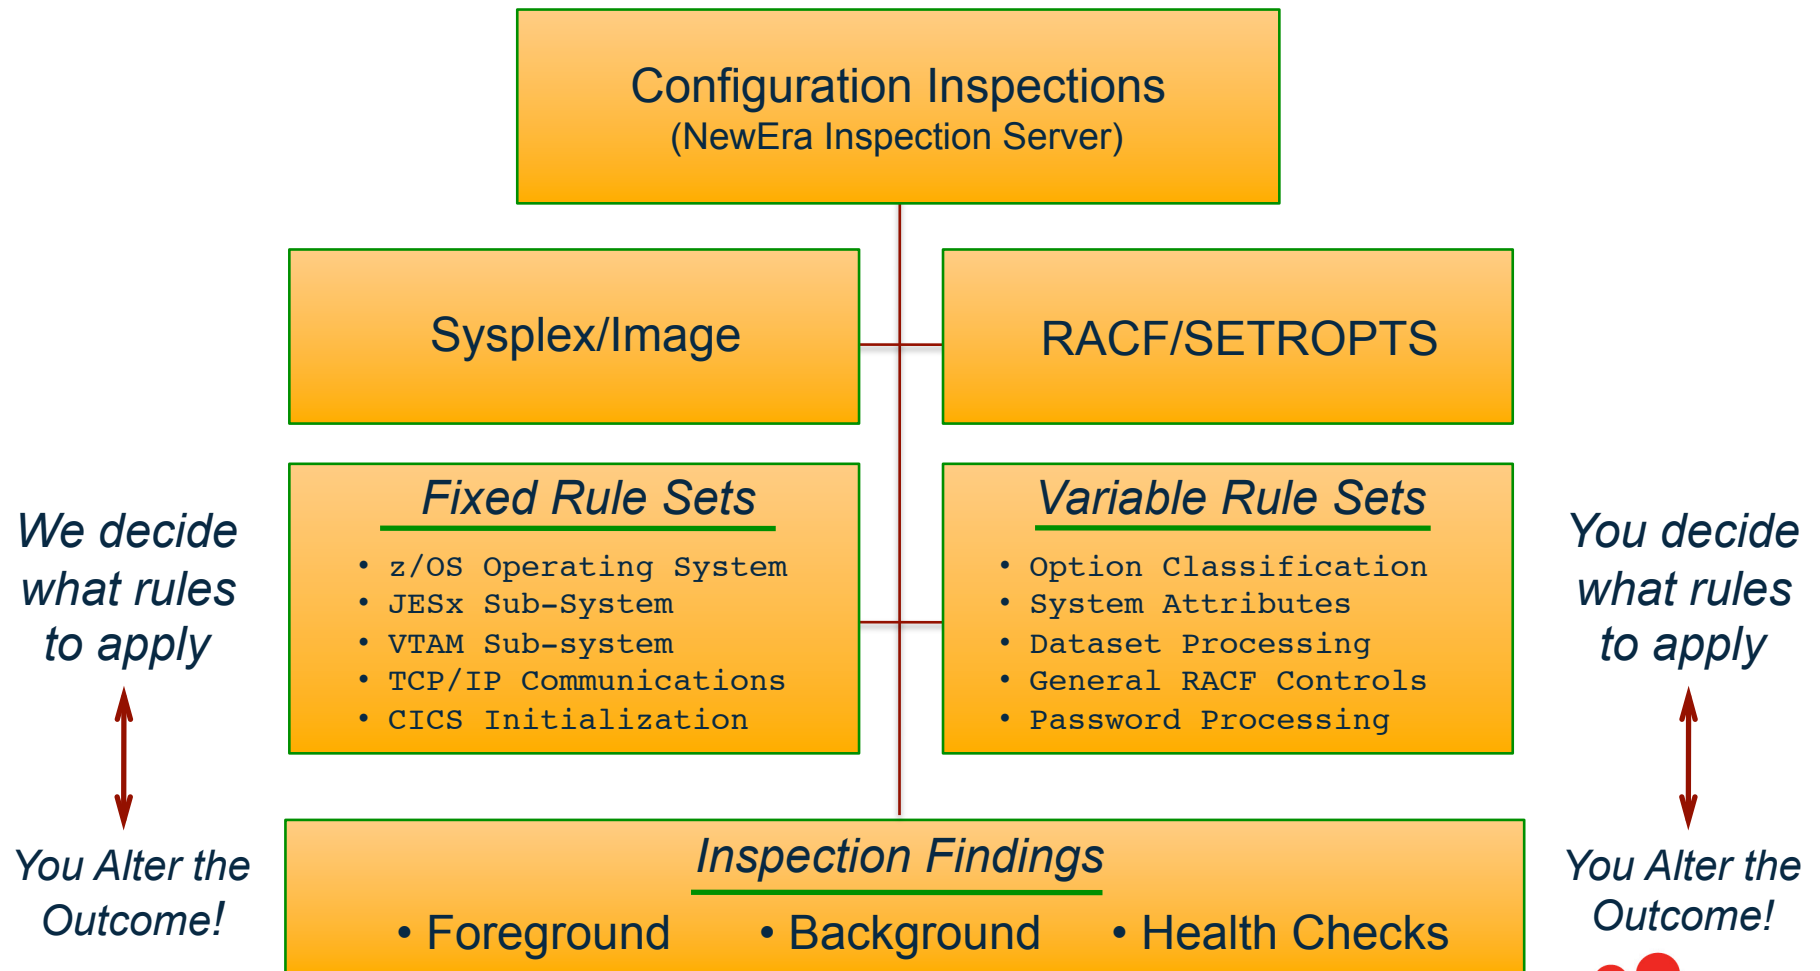 Configuration Inspections
(NewEra Inspection Server)
Sysplex/Image
RACF/SETROPTS
We decide
what rules
to apply
You Alter the
Outcome!
Fixed Rule Sets
• z/OS Operating System
• JESx Sub-System
• VTAM Sub-system
• TCP/IP Communications
• CICS Initialization
Variable Rule Sets
• Option Classification
• System Attributes
• Dataset Processing
• General RACF Controls
• Password Processing
You decide
what rules
to apply
You Alter the
Outcome!
Inspection Findings
• Foreground • Background • Health Checks